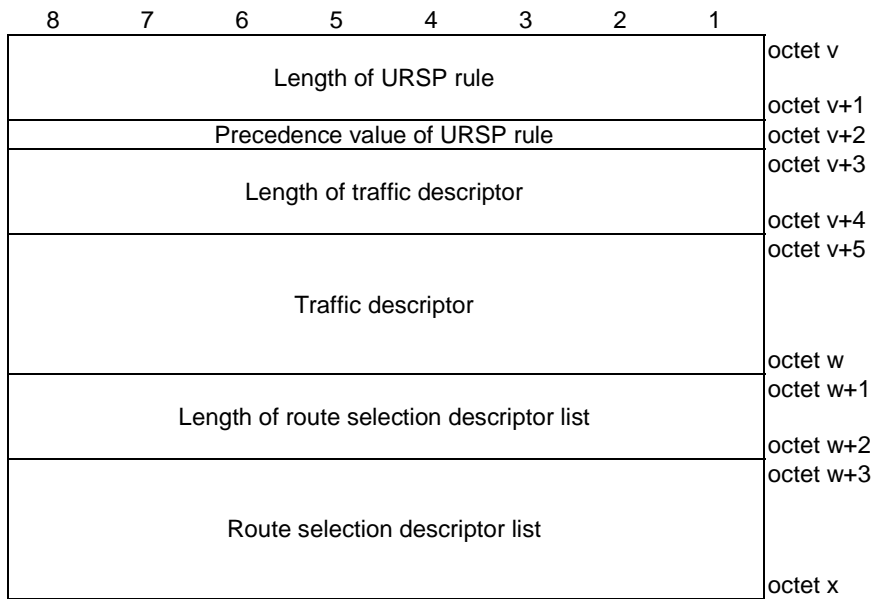 8 7 6 5 4 3 2 1
octet v
Length of URSP rule
octet v+1
Precedence value of URSP rule octet v+2
octet v+3
Length of traffic descriptor
octet v+4
octet v+5
Traffic descriptor
octet w
octet w+1
Length of route selection descriptor list
octet w+2
octet w+3
Route selection descriptor list
octet x